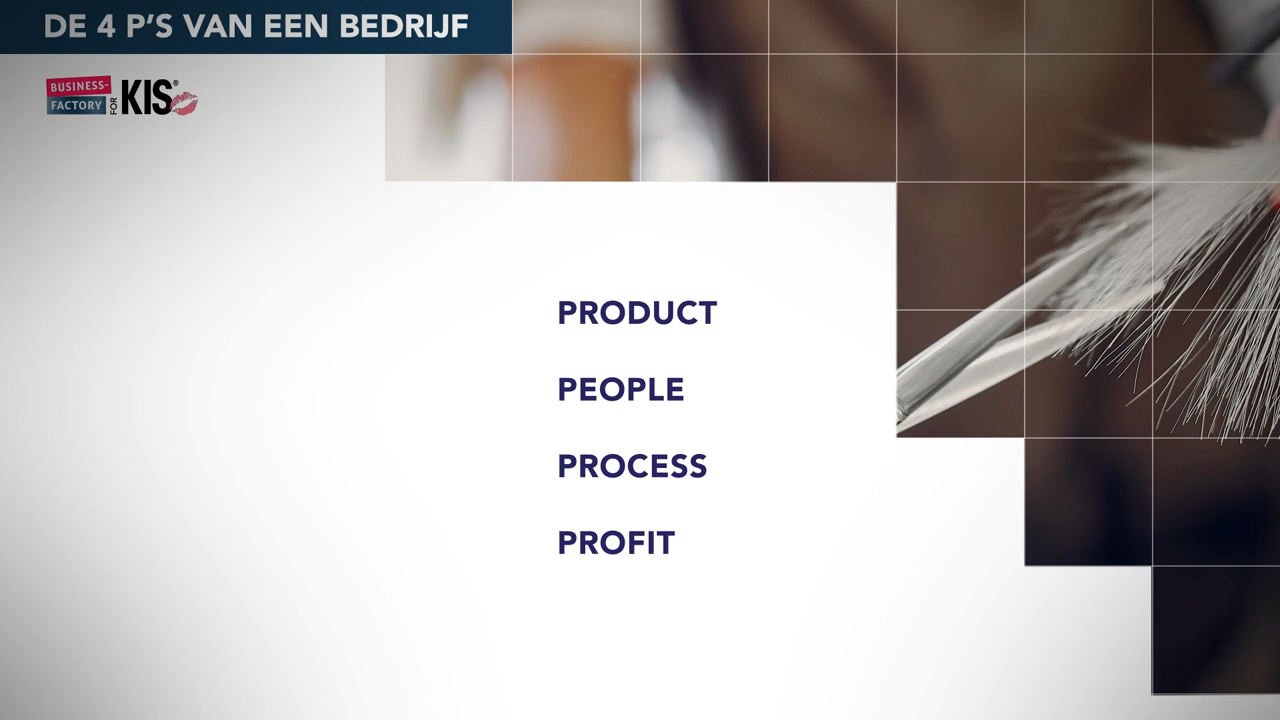 DE 4 P'S VAN EEN BEDRIJF
BUSINESS-
FACTORY
FOR
KIS®
PRODUCT
PEOPLE
PROCESS
PROFIT